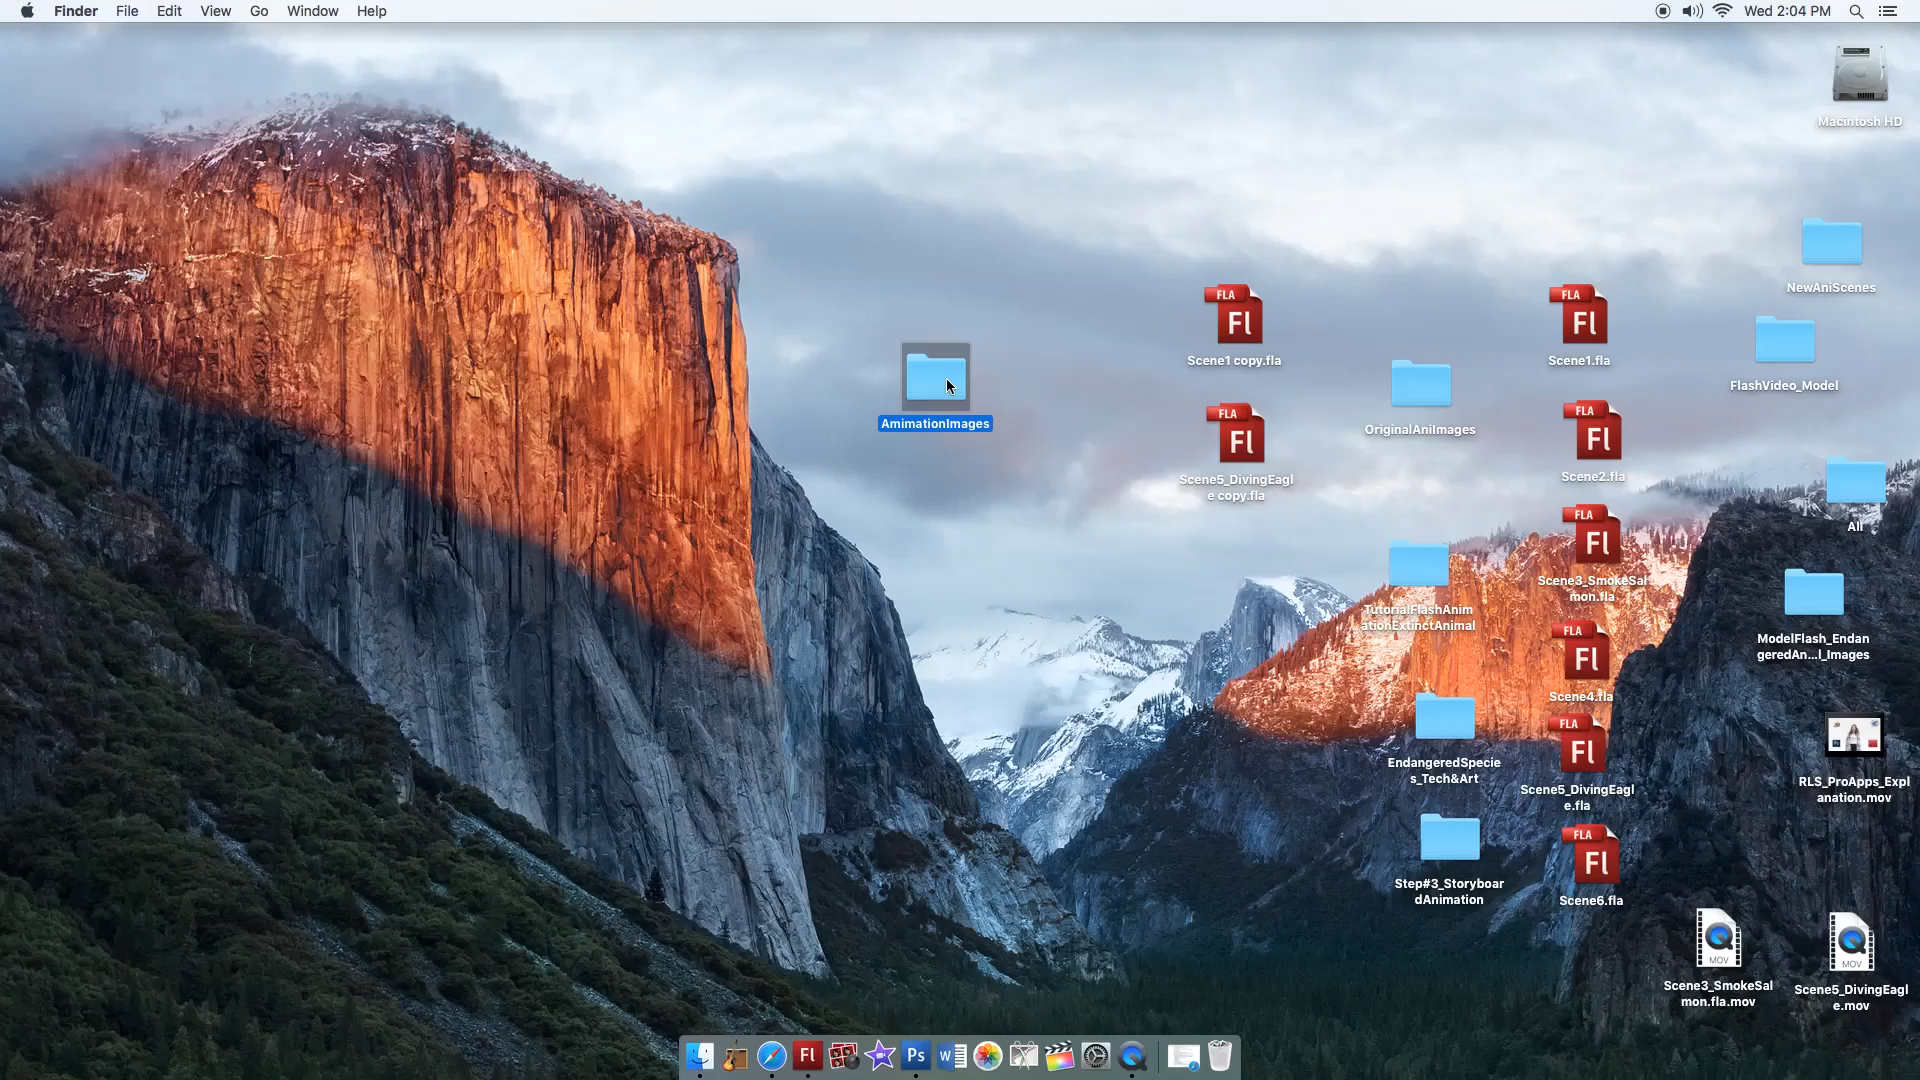 Finder File Edit View Go Window Help
Wed 2:04 PM
Macintosh HD
NewAniScenes
FLA
Fl
Scene1 copy.fla
FLA
Fl
Scene1.fla
FlashVideo_Model
AmimationImages
OriginalAniImages
FLA
Fl
Scene5_DivingEagl
e copy.fla
FLA
Fl
Scene2.fla
All
FLA
Fl
Scene3_SmokeSal
mon.fla
TutorialFlashAnim
ationExtinctAnimal
ModelFlash_Endan
geredAn...l_Images
FLA
Fl
Scene4.fla
EndangeredSpecie
s_Tech&Art
FLA
Fl
Scene5_DivingEagl
e.fla
RLS_ProApps_Expl
anation.mov
Step#3_Storyboar
dAnimation
FLA
Fl
Scene6.fla
MOV
Scene3_SmokeSal
mon.fla.mov
MOV
Scene5_DivingEagl
e.mov
Fl
Ps
W